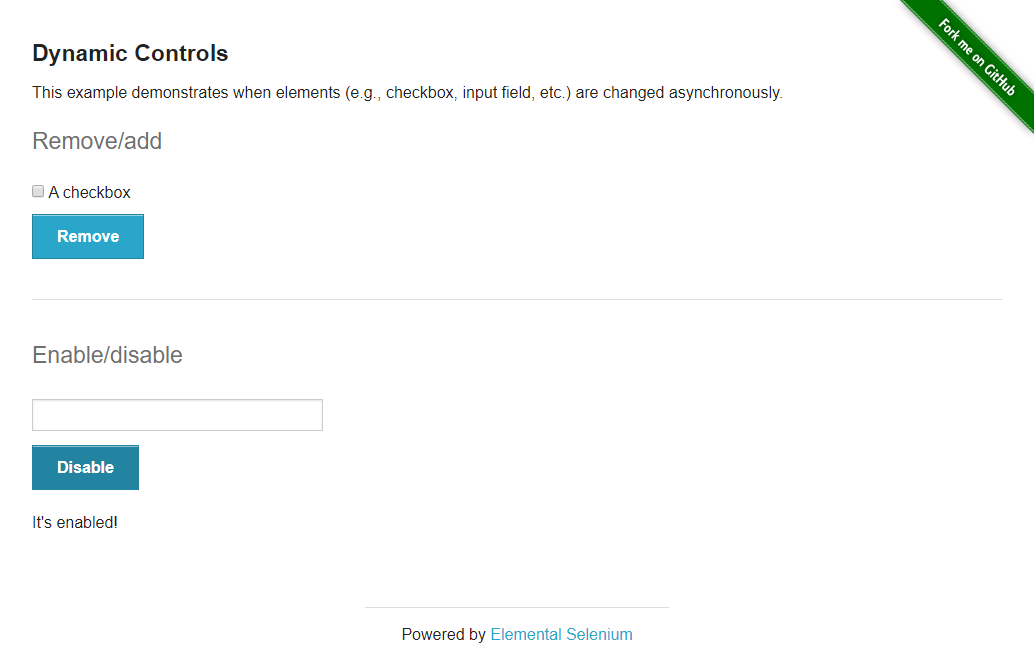 Fork me on GitHub
Dynamic Controls
This example demonstrates when elements (e.g., checkbox, input field, etc.) are changed asynchronously.
Remove/add
A checkbox
Remove
Enable/disable
Disable
It's enabled!
Powered by Elemental Selenium